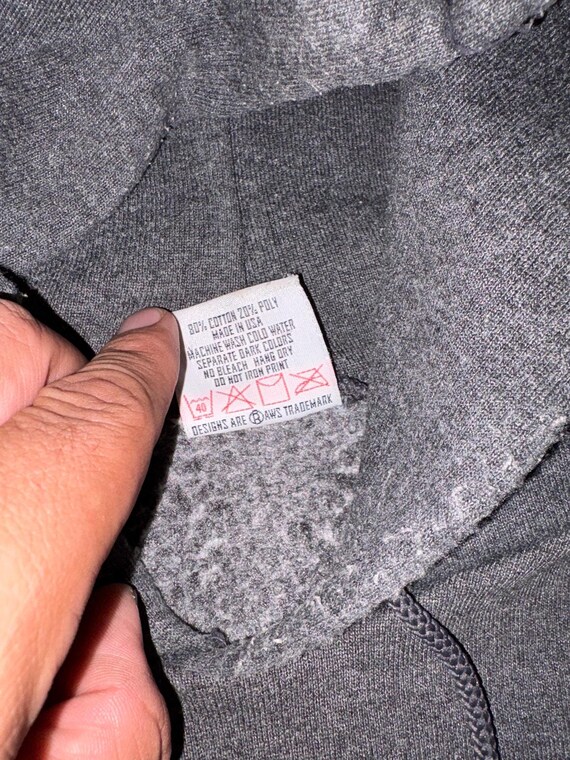 80% COTTON 20% POLY
MADE IN USA
MACHINE WASH COLD WATER
SEPARATE DARK COLORS
NO BLEACH HANG DRY
DO NOT IRON PRINT
40
DESIGNS ARE ® AWS TRADEMARK